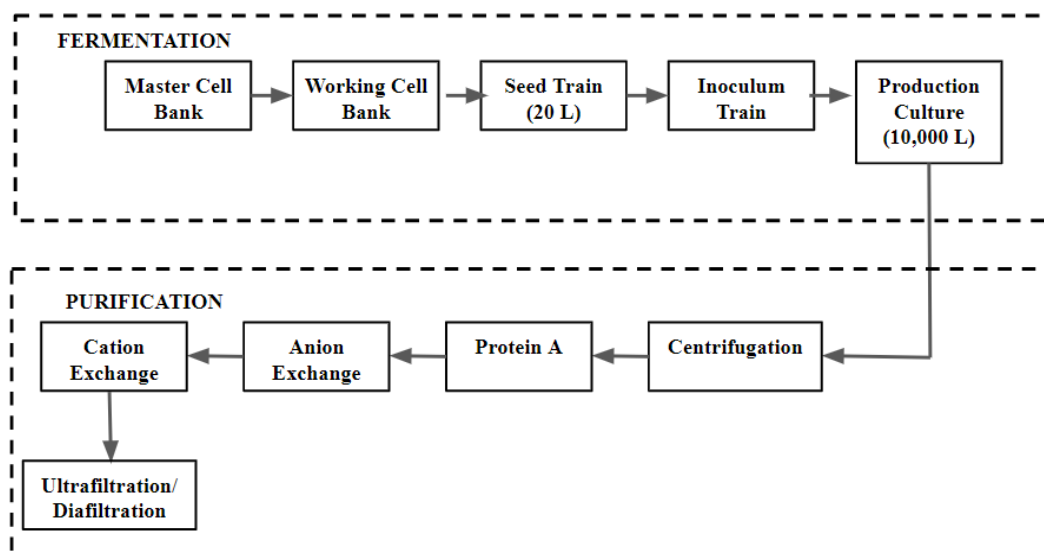 FERMENTATION
Master Cell
Bank
Working Cell
Bank
Seed Train
(20 L)
Inoculum
Train
Production
Culture
(10,000 L)
PURIFICATION
Cation
Exchange
Anion
Exchange
Protein A
Centrifugation
Ultrafiltration/
Diafiltration